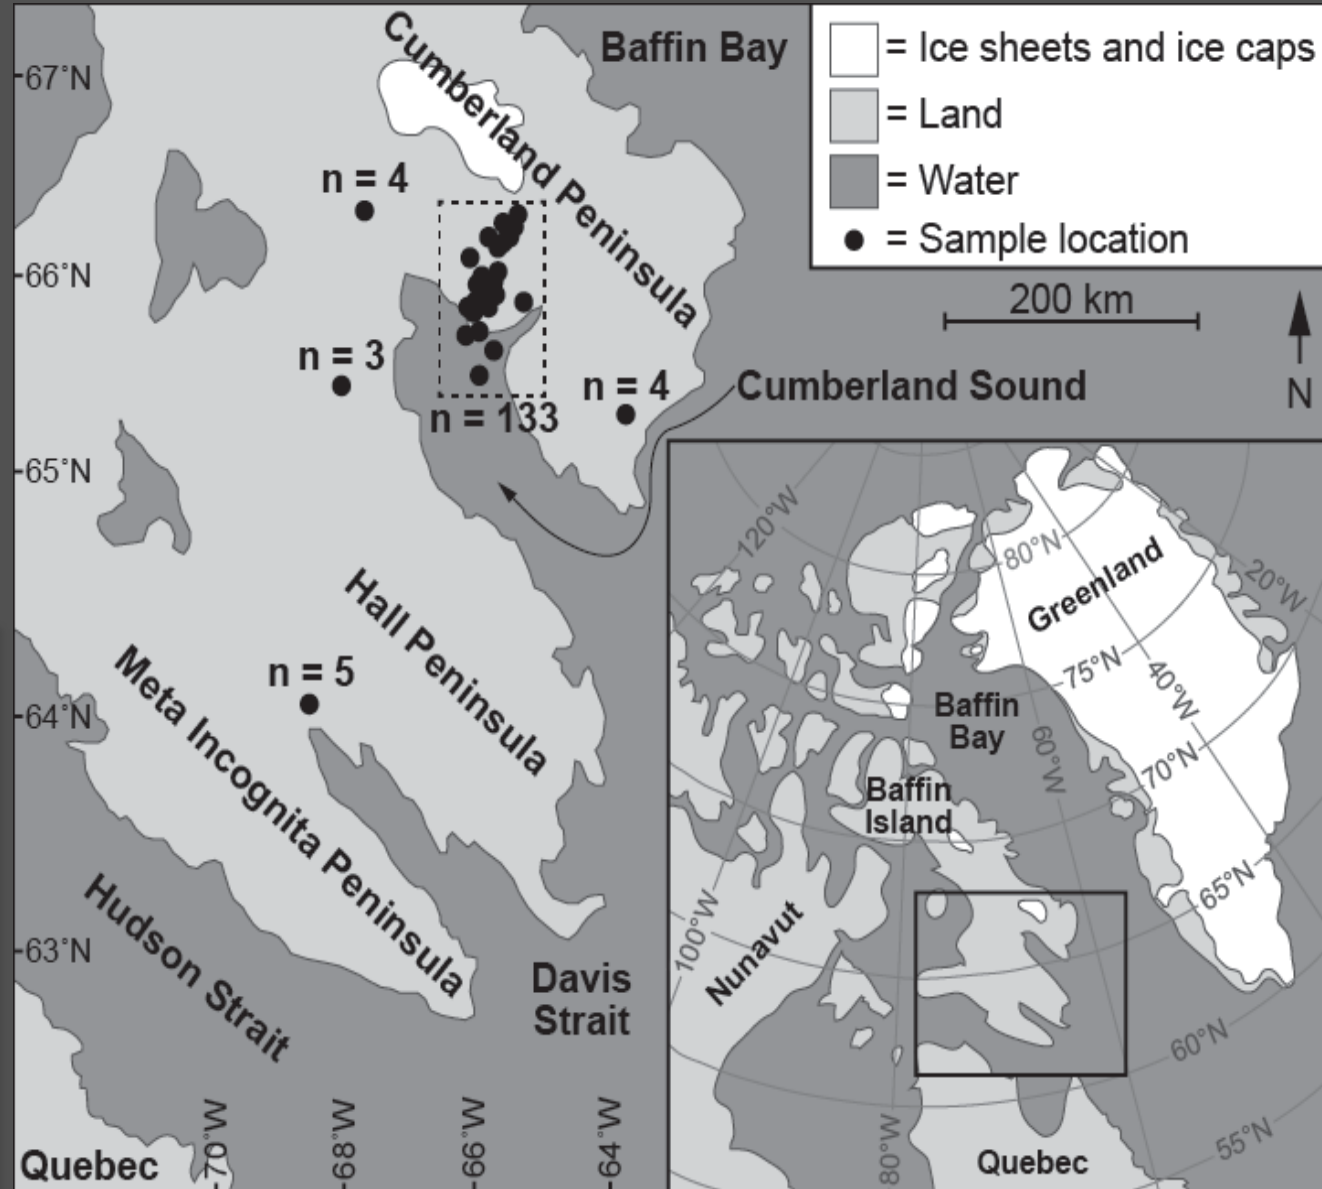 Cumberland Peninsula
Baffin Bay
= Ice sheets and ice caps
= Land
= Water
= Sample location
200 km
N
67°N
66°N
65°N
64°N
63°N
n = 4
n = 3
n = 133
n = 4
Cumberland Sound
Hall Peninsula
n = 5
Meta Incognita Peninsula
Hudson Strait
Davis
Strait
Quebec
70°W
68°W
66°W
64°W
120°W
80°N
Greenland
20°W
75°N
40°W
Baffin
Bay
60°W
70°N
Baffin
Island
65°N
100°W
Nunavut
60°N
55°N
80°W
Quebec